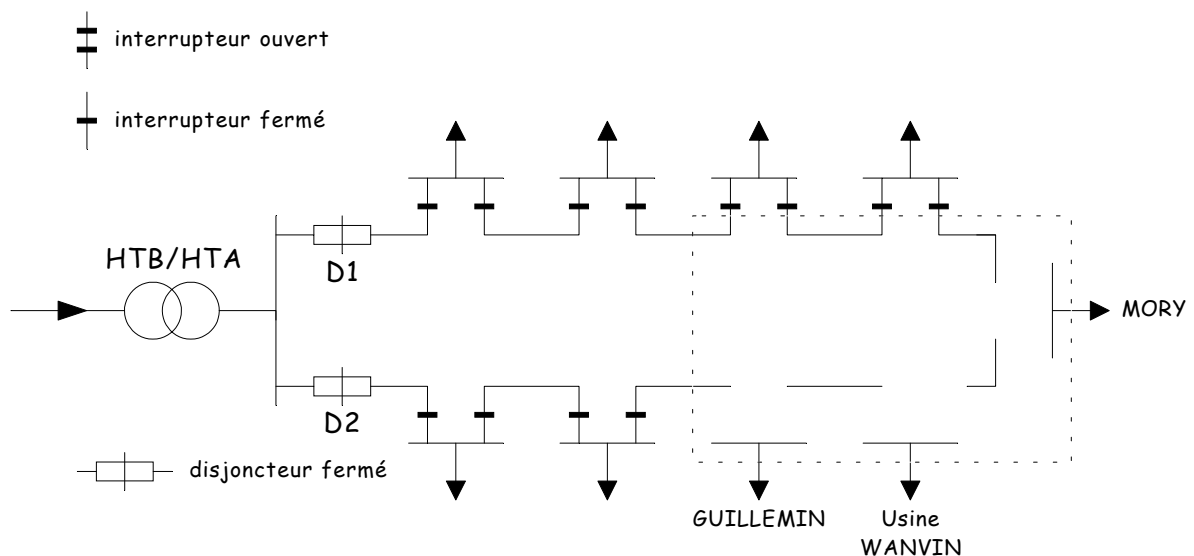 interrupteur ouvert
interrupteur fermé
HTB/HTA
D1
MORY
D2
disjoncteur fermé
GUILLEMIN
Usine
WANVIN